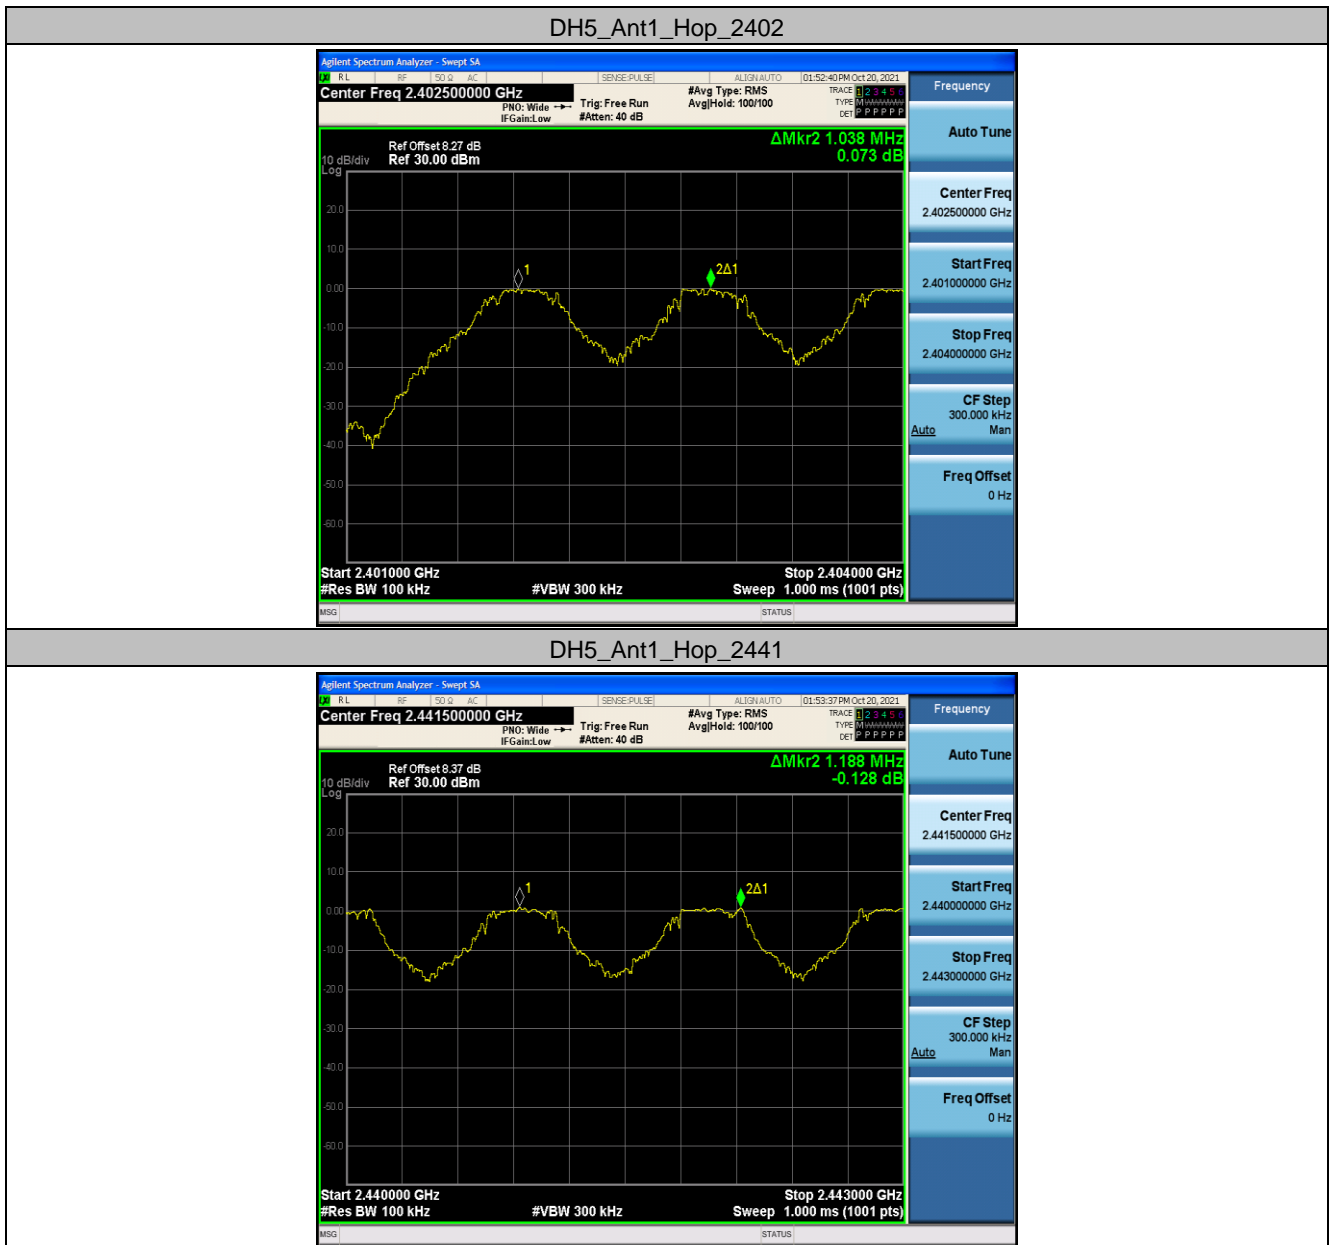 DH5_Ant1_Hop_2402
Agilent Spectrum Analyzer - Swept SA
RL RF 50 Ω AC SENSE:PULSE ALIGNAUTO 01:52:40 PM Oct 20, 2021
Center Freq 2.402500000 GHz #Avg Type: RMS TRACE 1 2 3 4 5 6 Frequency
PNO: Wide Trig: Free Run Avg|Hold: 100/100 TYPE M
IFGain:Low #Atten: 40 dB DET P P P P P P
Auto Tune
ΔMkr2 1.038 MHz
Ref Offset 8.27 dB 0.073 dB
10 dB/div Ref 30.00 dBm
Log
Center Freq
2.402500000 GHz
20.0
10.0
Start Freq
2.401000000 GHz
1 2Δ1
0.00
-10.0
Stop Freq
2.404000000 GHz
-20.0
-30.0
CF Step
300.000 kHz
Auto Man
-40.0
-50.0
Freq Offset
0 Hz
-60.0
Start 2.401000 GHz Stop 2.404000 GHz
#Res BW 100 kHz #VBW 300 kHz Sweep 1.000 ms (1001 pts)
MSG STATUS
DH5_Ant1_Hop_2441
Agilent Spectrum Analyzer - Swept SA
RL RF 50 Ω AC SENSE:PULSE ALIGNAUTO 01:53:37 PM Oct 20, 2021
Center Freq 2.441500000 GHz #Avg Type: RMS TRACE 1 2 3 4 5 6 Frequency
PNO: Wide Trig: Free Run Avg|Hold: 100/100 TYPE M
IFGain:Low #Atten: 40 dB DET P P P P P P
Auto Tune
ΔMkr2 1.188 MHz
Ref Offset 8.37 dB -0.128 dB
10 dB/div Ref 30.00 dBm
Log
Center Freq
2.441500000 GHz
20.0
10.0
Start Freq
2.440000000 GHz
1 2Δ1
0.00
-10.0
Stop Freq
2.443000000 GHz
-20.0
-30.0
CF Step
300.000 kHz
Auto Man
-40.0
-50.0
Freq Offset
0 Hz
-60.0
Start 2.440000 GHz Stop 2.443000 GHz
#Res BW 100 kHz #VBW 300 kHz Sweep 1.000 ms (1001 pts)
MSG STATUS